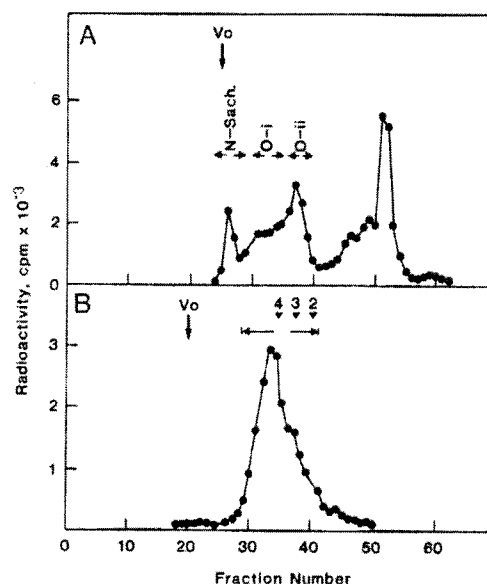 A
Vo
N-Sach.
O-i
O-ii
6
4
2
0
Radioactivity, cpm x 10⁻³
B
Vo
4 3 2
3
2
1
0 10 20 30 40 50 60
Fraction Number